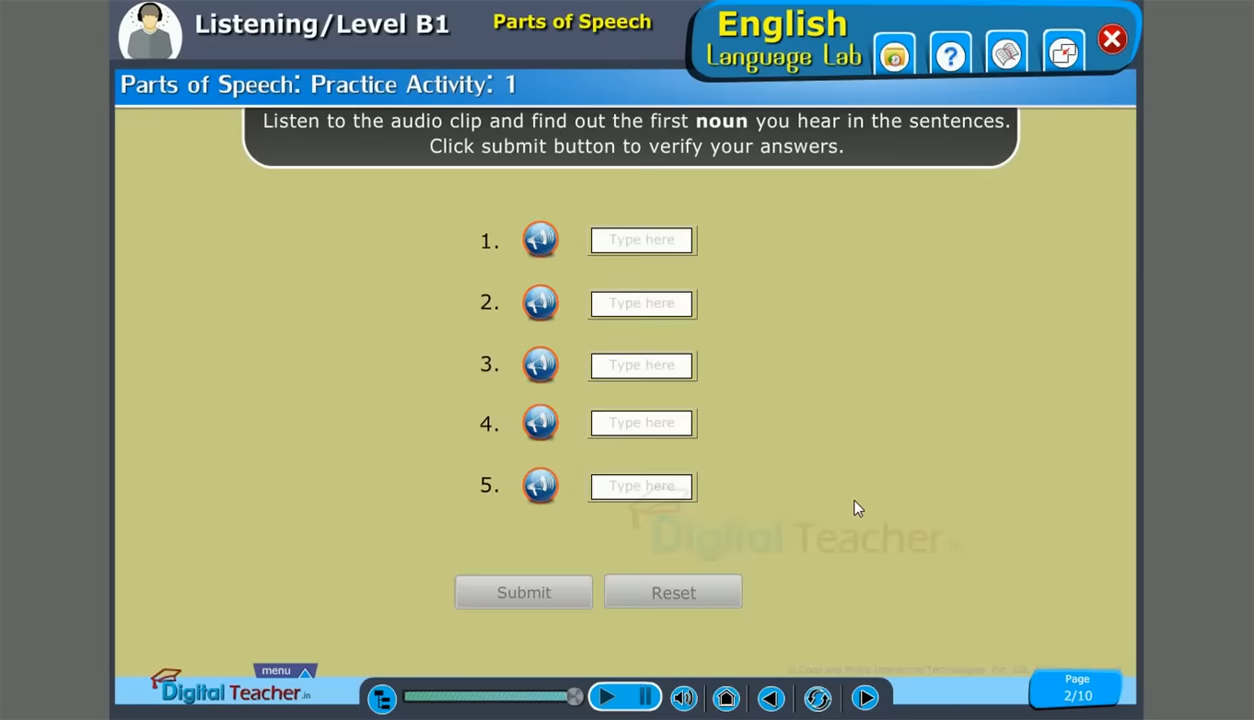 Listening/Level B1
Parts of Speech
English
Language Lab
Parts of Speech: Practice Activity: 1
Listen to the audio clip and find out the first noun you hear in the sentences.
Click submit button to verify your answers.
1. Type here
2. Type here
3. Type here
4. Type here
5. Type here
Digital Teacher.in
Submit Reset
menu
Digital Teacher.in
Page
2/10